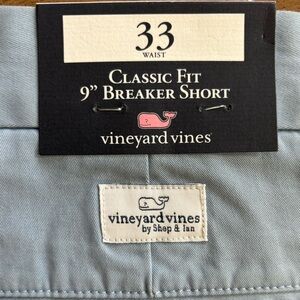 33
WAIST
CLASSIC FIT
9” BREAKER SHORT
vineyard vines®
vineyard vines
by Shep & Ian